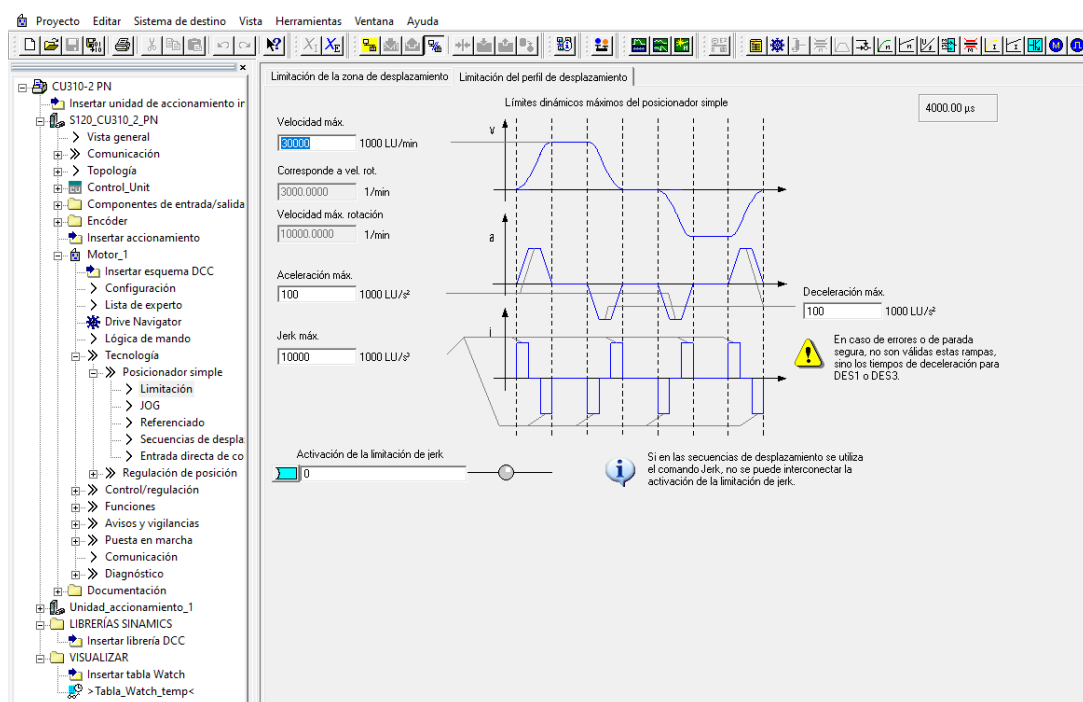 Proyecto Editar Sistema de destino Vista Herramientas Ventana Ayuda
CU310-2 PN
Insertar unidad de accionamiento ir
S120_CU310_2_PN
Vista general
Comunicación
Topología
Control_Unit
Componentes de entrada/salida
Encóder
Insertar accionamiento
Motor_1
Insertar esquema DCC
Configuración
Lista de experto
Drive Navigator
Lógica de mando
Tecnología
Posicionador simple
Limitación
JOG
Referenciado
Secuencias de despla
Entrada directa de co
Regulación de posición
Control/regulación
Funciones
Avisos y vigilancias
Puesta en marcha
Comunicación
Diagnóstico
Documentación
Unidad_accionamiento_1
LIBRERÍAS SINAMICS
Insertar librería DCC
VISUALIZAR
Insertar tabla Watch
>Tabla_Watch_temp<
Limitación de la zona de desplazamiento Limitación del perfil de desplazamiento
Límites dinámicos máximos del posicionador simple
4000.00 µs
Velocidad máx.
30000 1000 LU/min
Corresponde a vel. rot.
3000.0000 1/min
Velocidad máx. rotación
10000.0000 1/min
Aceleración máx.
100 1000 LU/s²
Jerk máx.
10000 1000 LU/s³
v
a
j
Deceleración máx.
100 1000 LU/s²
En caso de errores o de parada
segura, no son válidas estas rampas,
sino los tiempos de deceleración para
DES1 o DES3.
Activación de la limitación de jerk
0
Si en las secuencias de desplazamiento se utiliza
el comando Jerk, no se puede interconectar la
activación de la limitación de jerk.